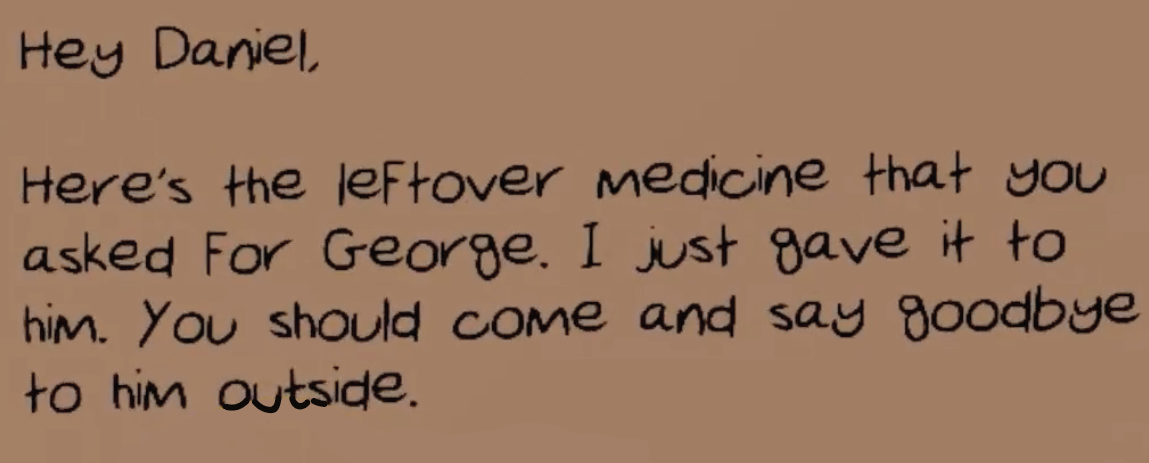 Hey Daniel,
Here's the leftover medicine that you
asked for George. I just gave it to
him. You should come and say goodbye
to him outside.